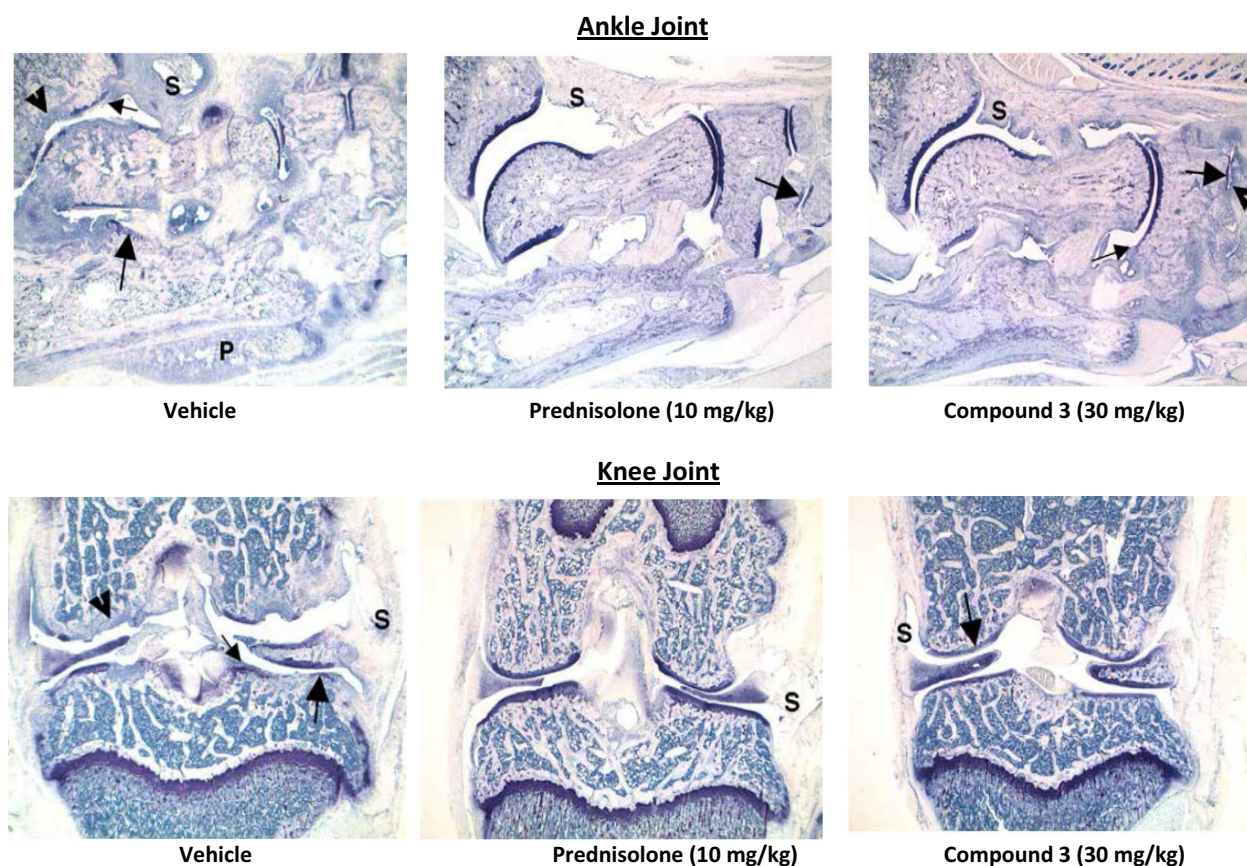 Ankle Joint
S
S
S
P
Vehicle
Prednisolone (10 mg/kg)
Compound 3 (30 mg/kg)
Knee Joint
S
S
S
Vehicle
Prednisolone (10 mg/kg)
Compound 3 (30 mg/kg)